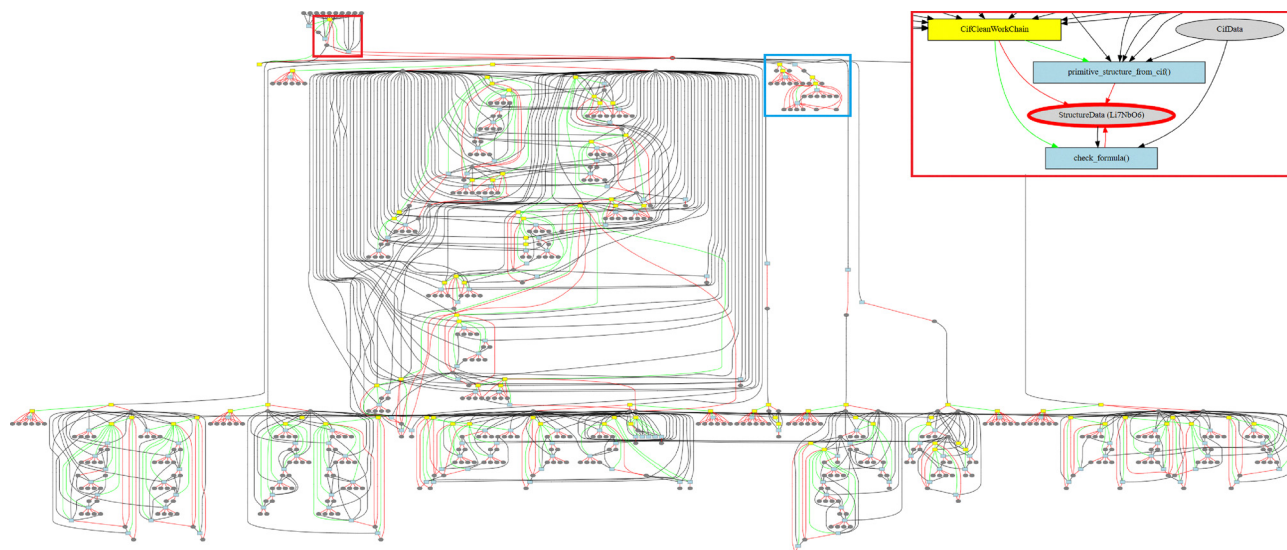 CifCleanWorkChain
CifData
primitive_structure_from_cif()
StructureData (Li7NbO6)
check_formula()